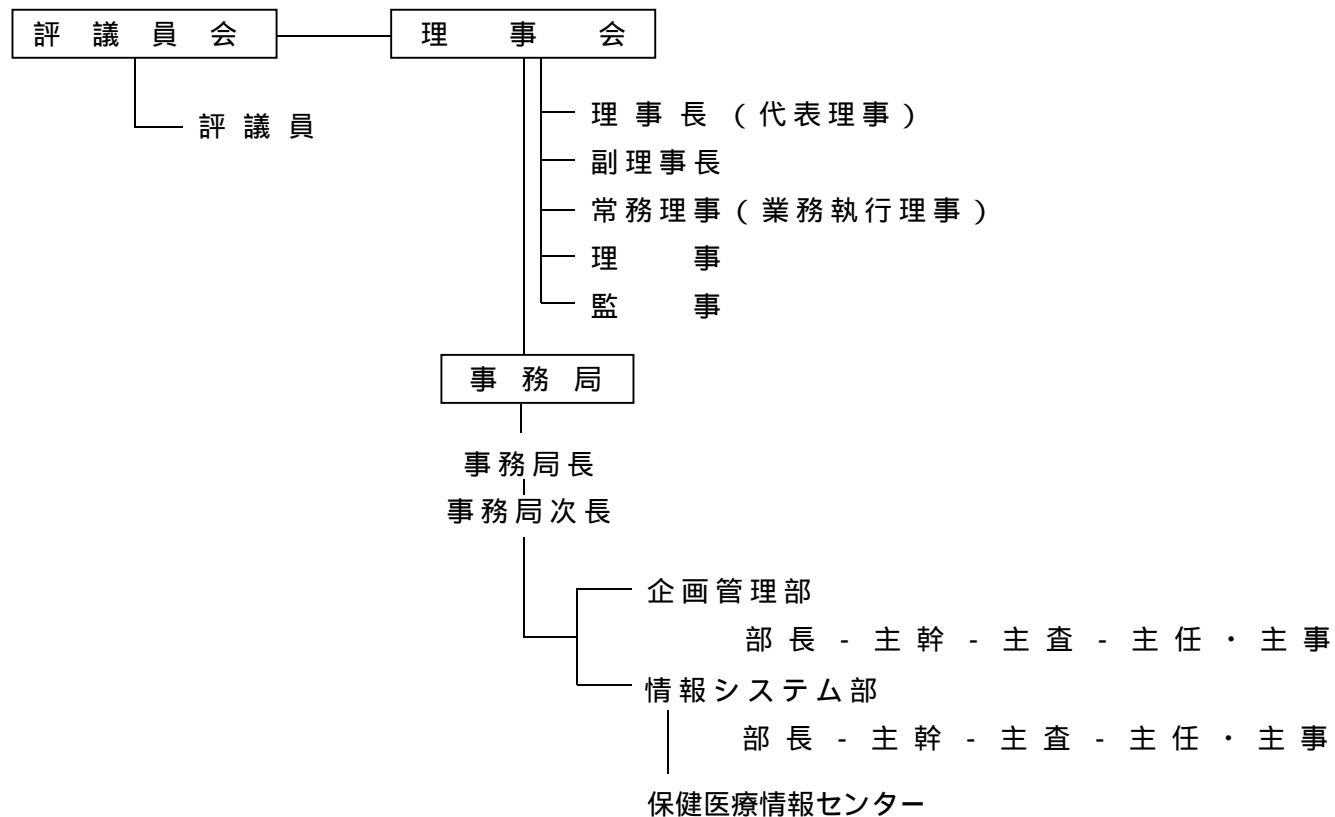 評議員会 理事会
評議員
理事長(代表理事)
副理事長
常務理事(業務執行理事)
理事
監事
事務局
事務局長
事務局次長
企画管理部
部長-主幹-主査-主任・主事
情報システム部
部長-主幹-主査-主任・主事
保健医療情報センター